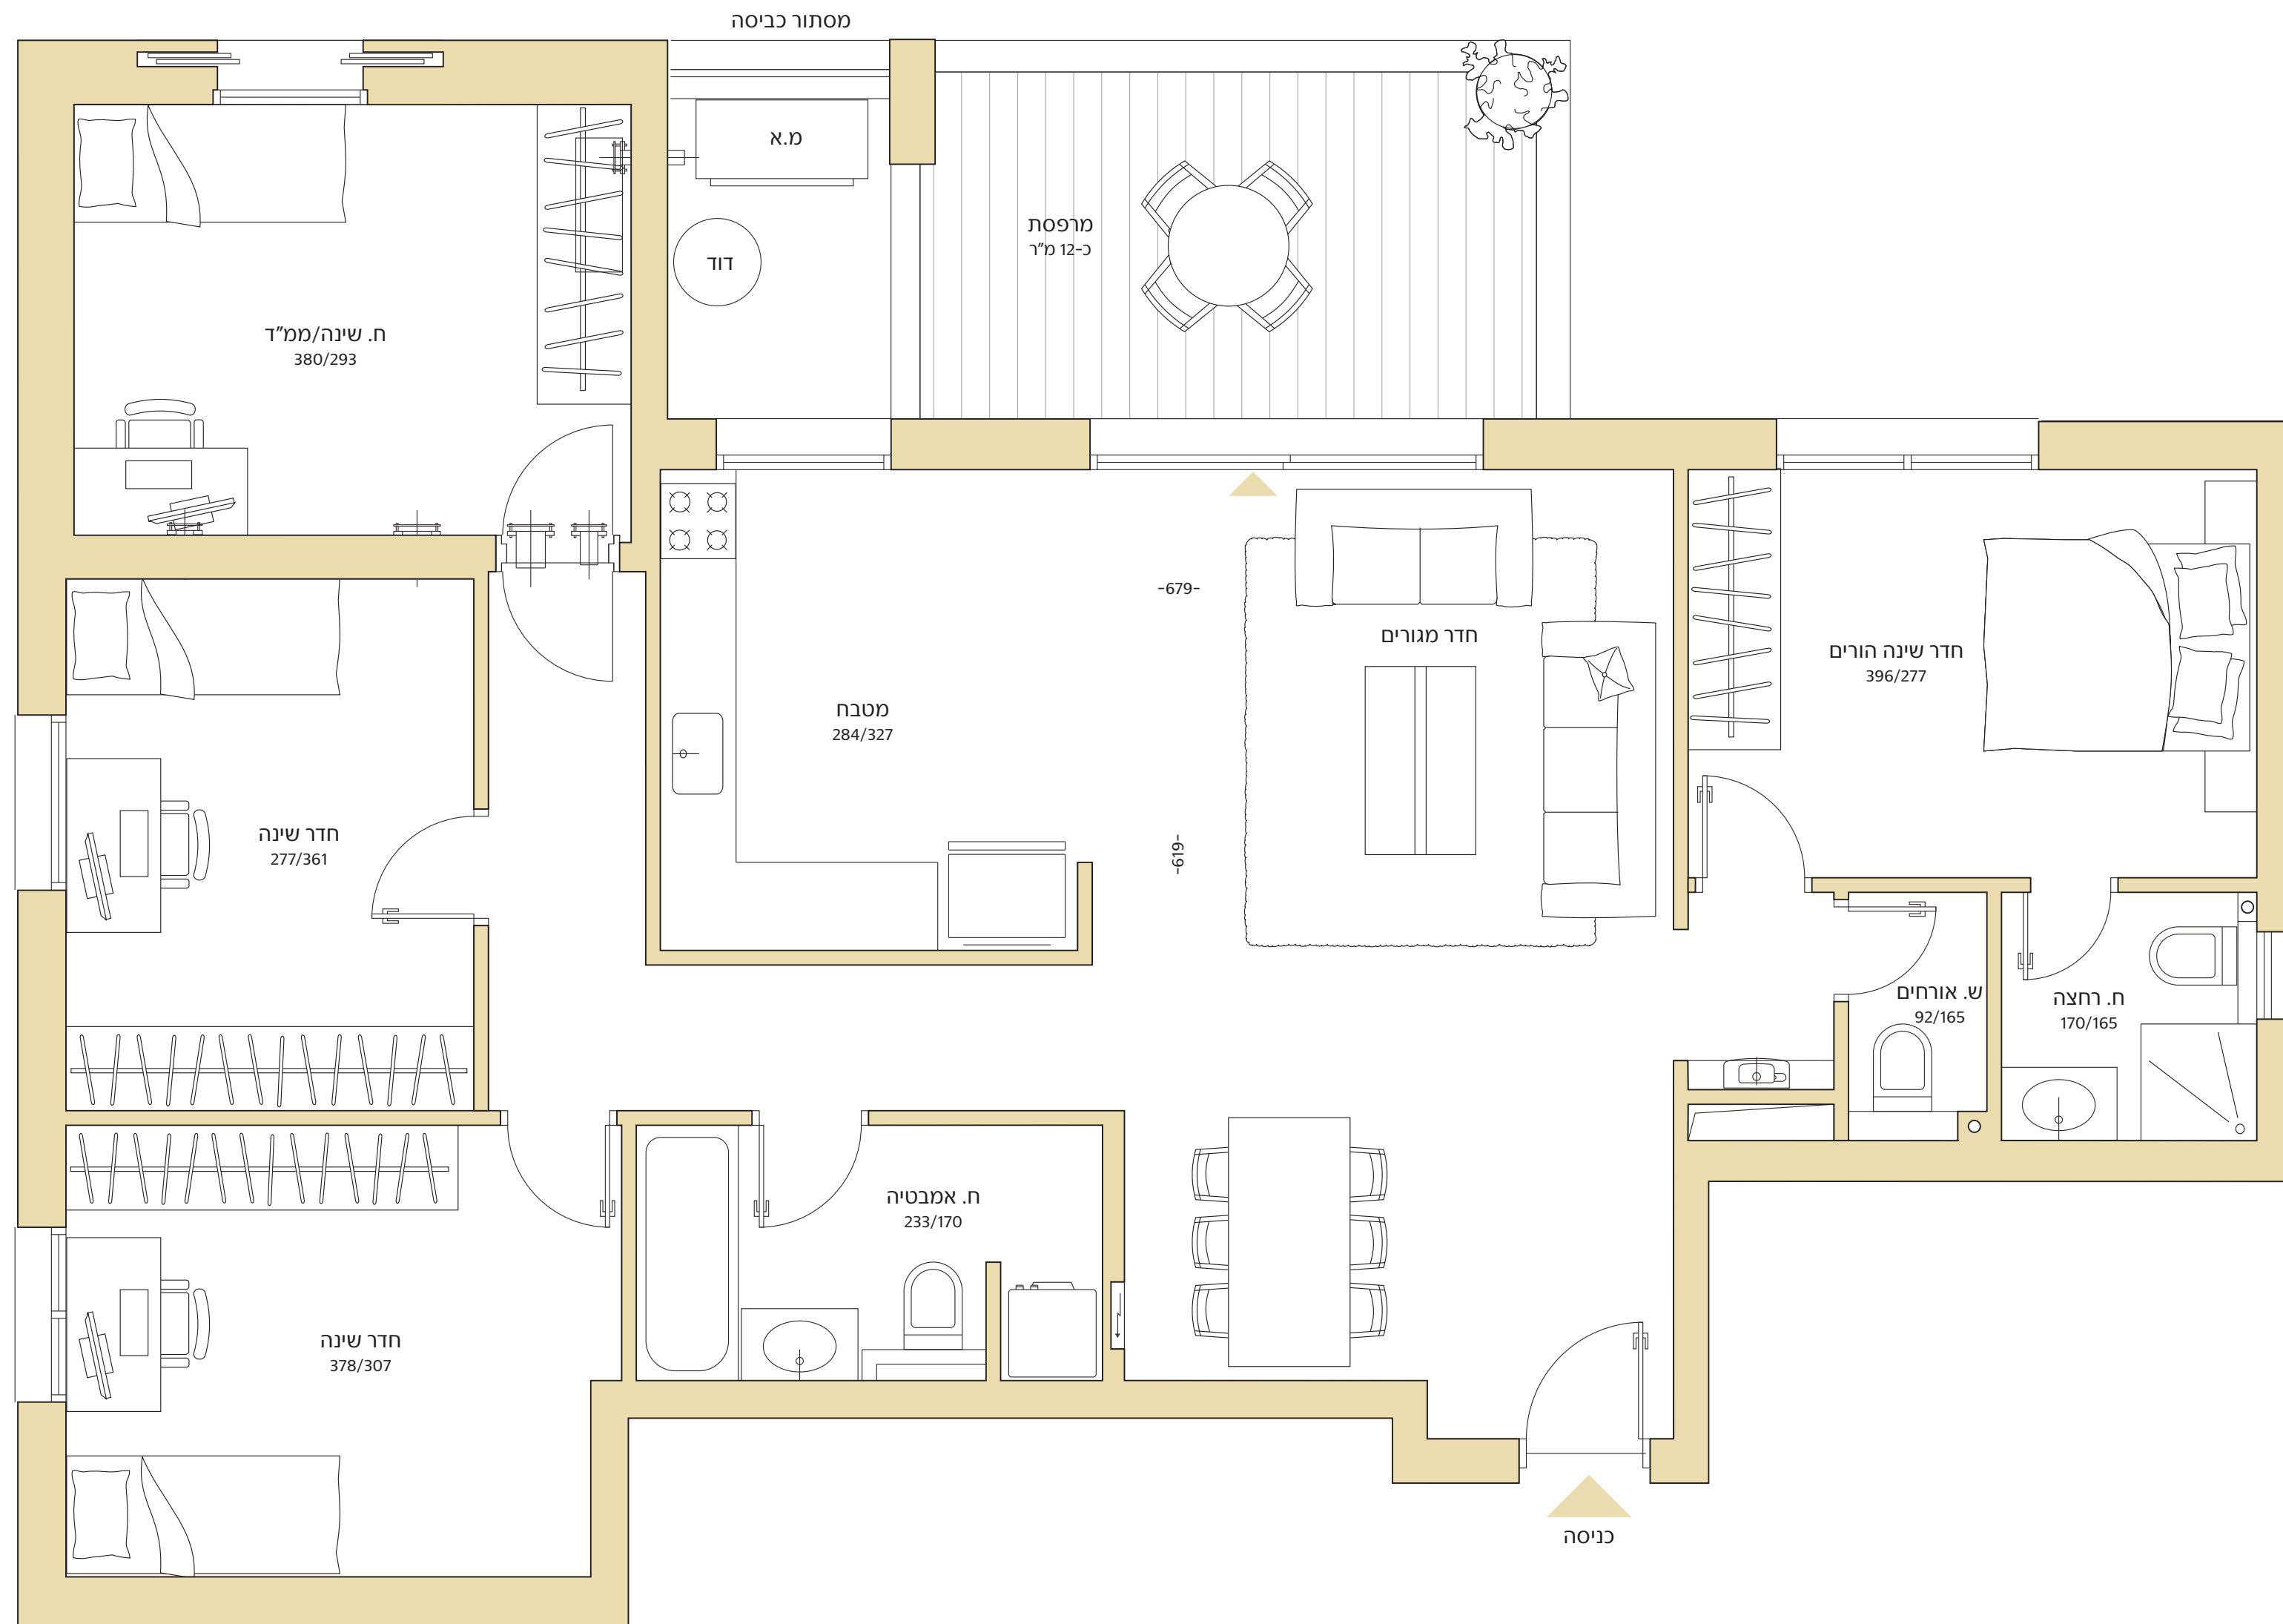 מסתור כביסה
מ.א
דוד
מרפסת
כ-12 מ"ר
ח. שינה/ממ"ד
380/293
-679-
חדר מגורים
חדר שינה הורים
396/277
מטבח
284/327
-619-
חדר שינה
277/361
ש. אורחים
92/165
ח. רחצה
170/165
ח. אמבטיה
233/170
חדר שינה
378/307
כניסה